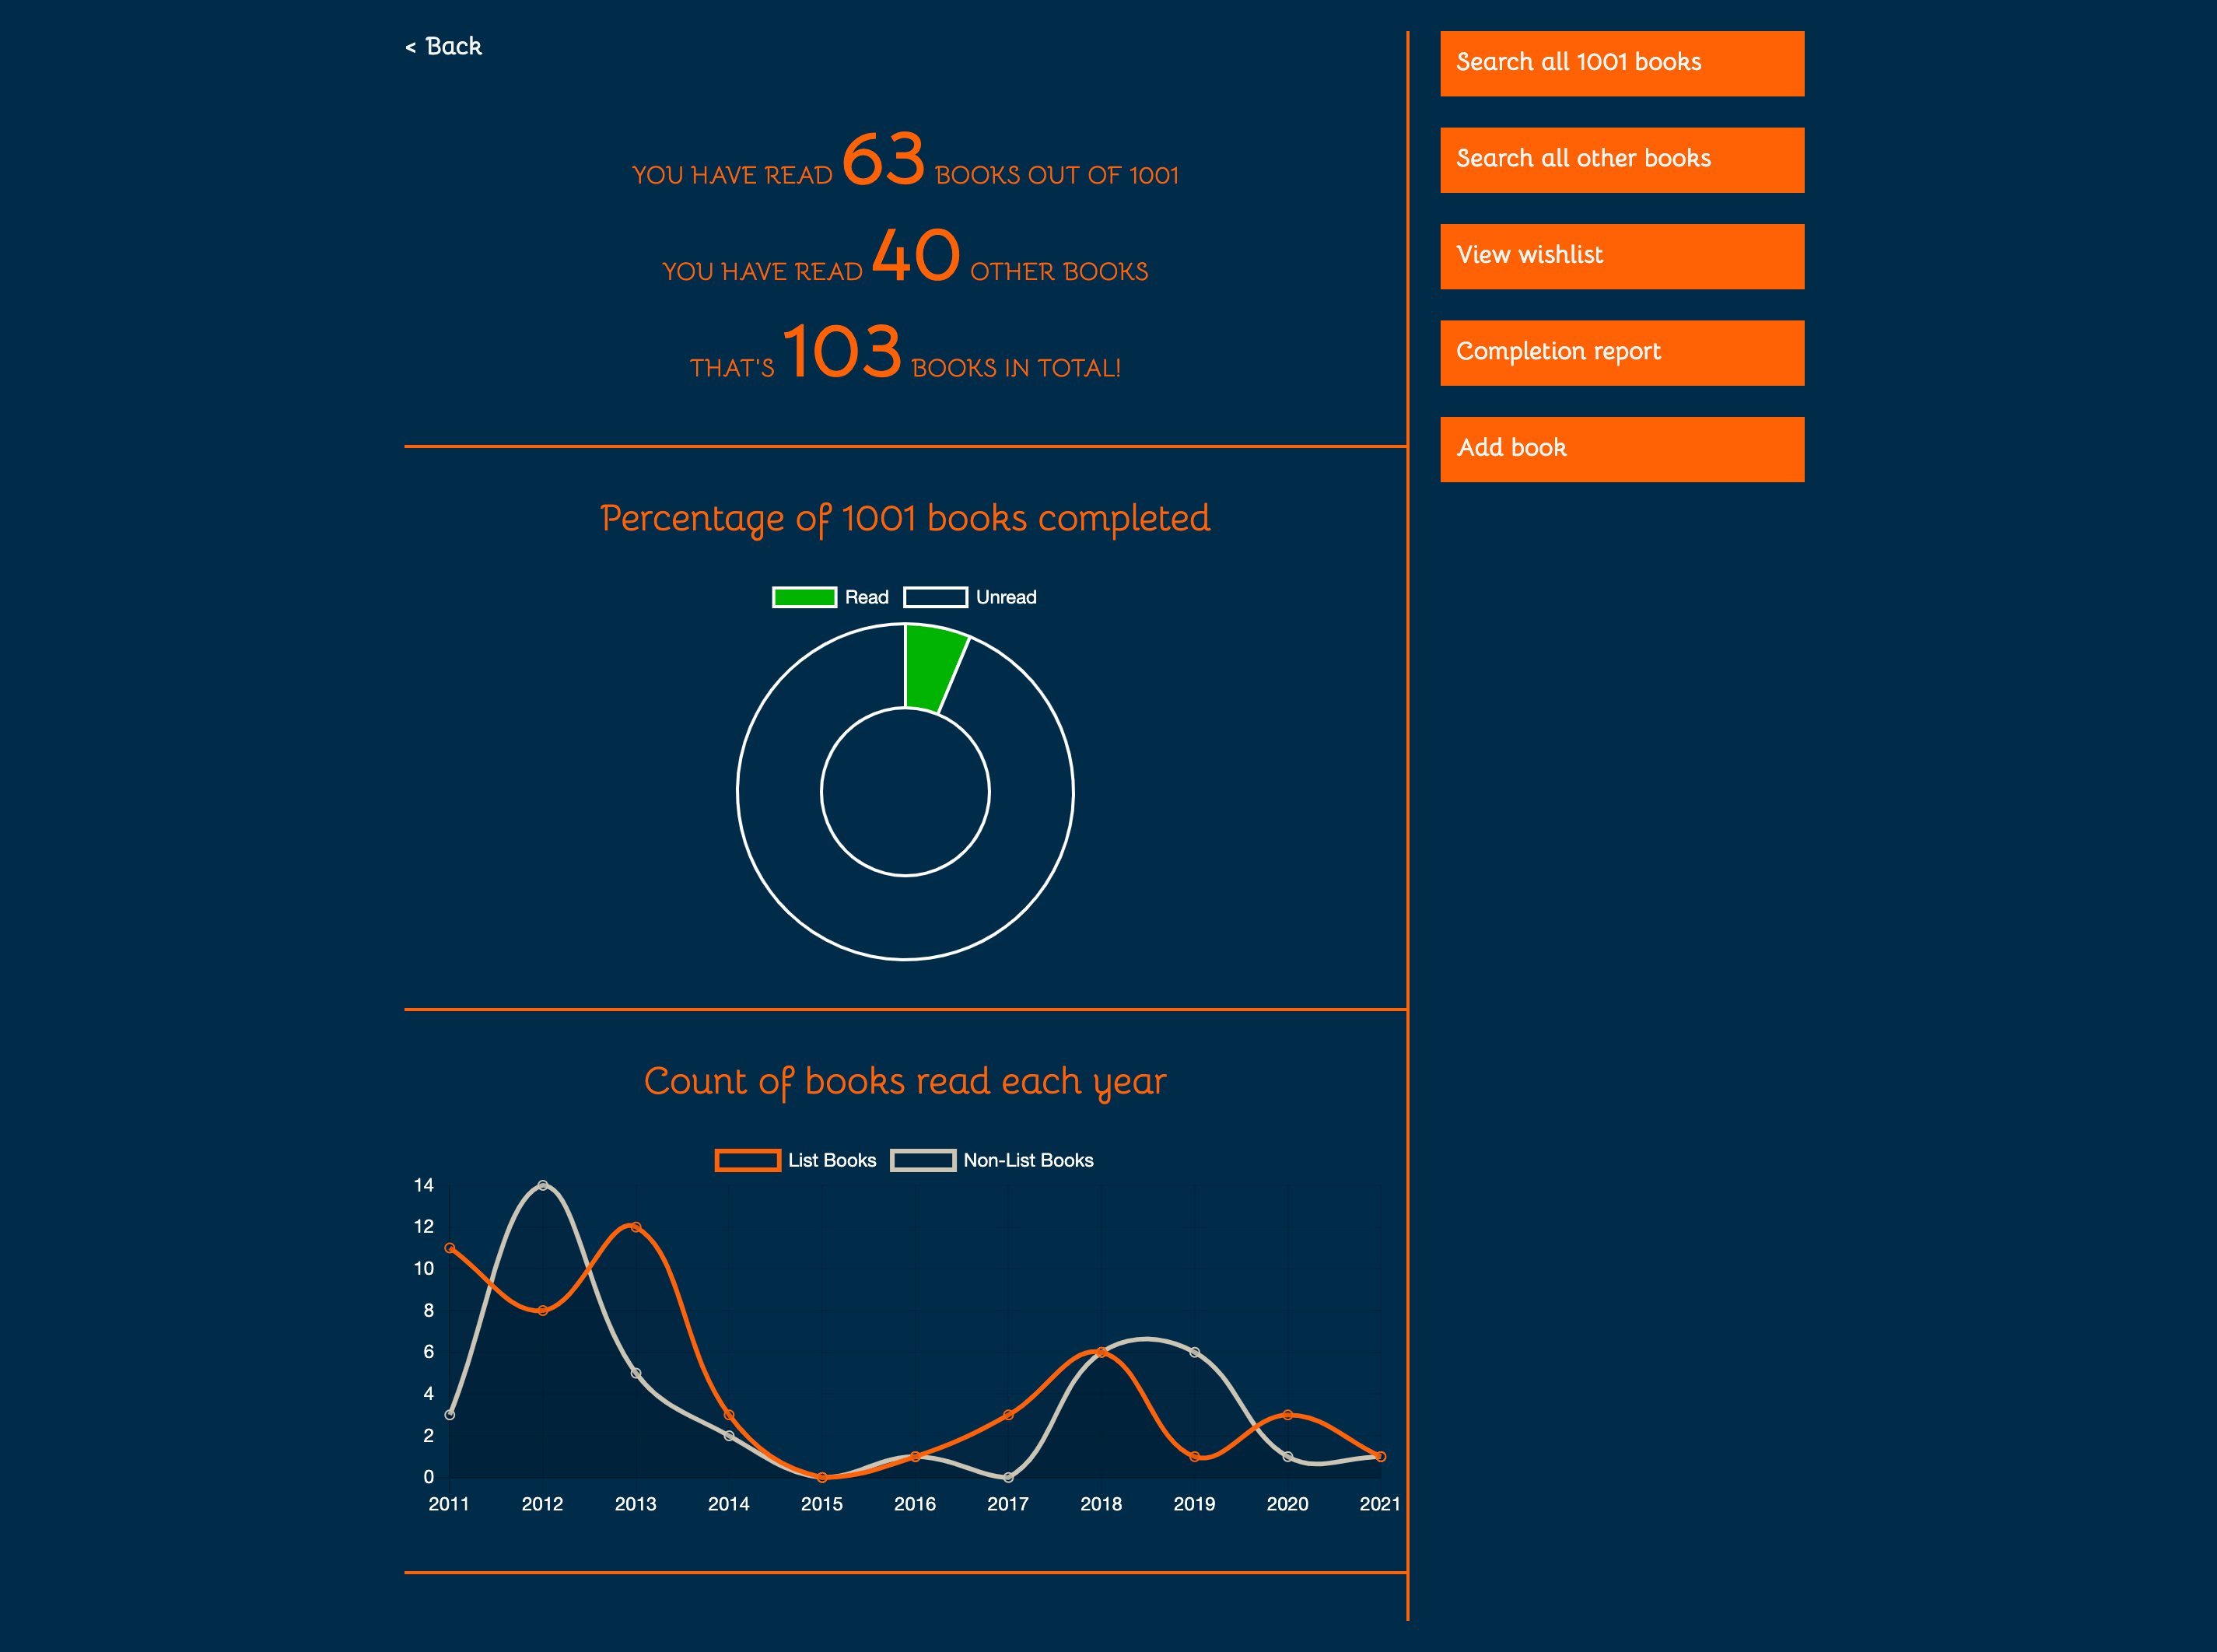 < Back
YOU HAVE READ 63 BOOKS OUT OF 1001
YOU HAVE READ 40 OTHER BOOKS
THAT'S 103 BOOKS IN TOTAL!
Percentage of 1001 books completed
Read Unread
Count of books read each year
List Books Non-List Books
14
12
10
8
6
4
2
0
2011 2012 2013 2014 2015 2016 2017 2018 2019 2020 2021
Search all 1001 books
Search all other books
View wishlist
Completion report
Add book